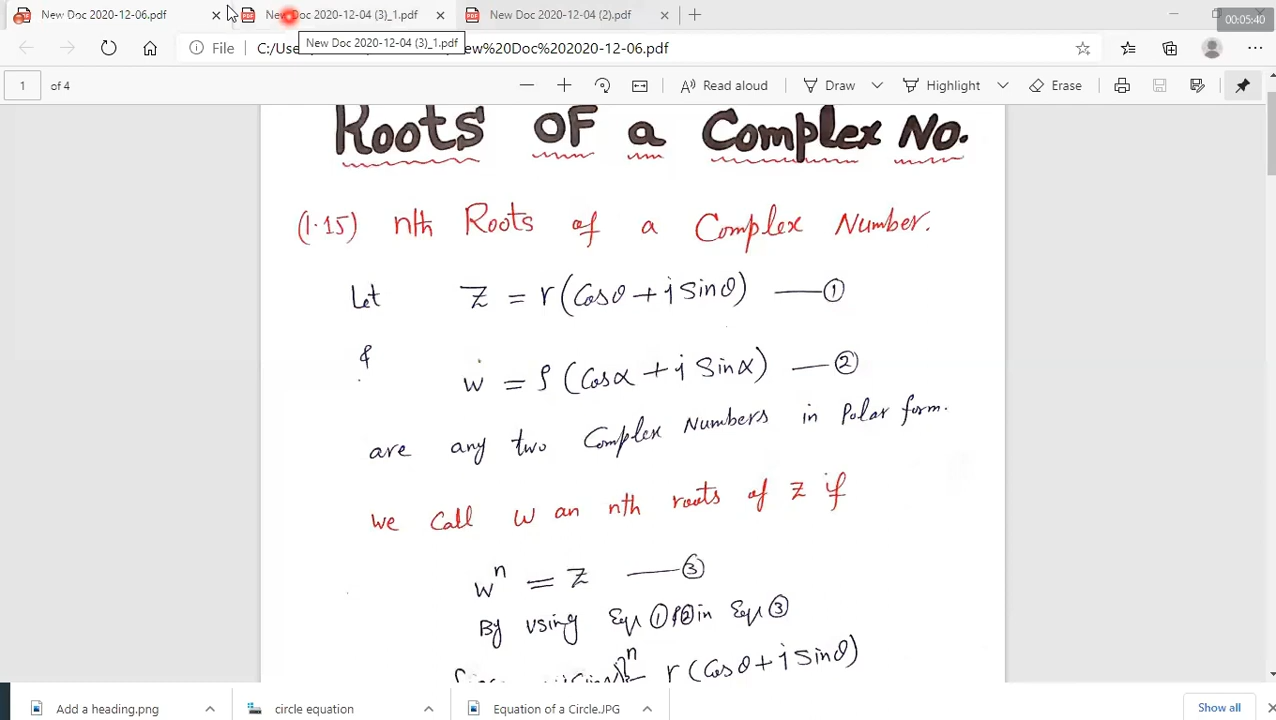 New Doc 2020-12-06.pdf
New Doc 2020-12-04 (3)_1.pdf
New Doc 2020-12-04 (2).pdf
00:05:40
New Doc 2020-12-04 (3)_1.pdf
File
C:/Users
ew%20Doc%202020-12-06.pdf
1 of 4
Read aloud
Draw
Highlight
Erase
Roots OF a Complex No.
(1.15) nth Roots of a Complex Number.
Let z = r(Cosθ + i Sinθ) —— ①
& w = ρ (Cosα + i Sinα) —— ②
are any two Complex Numbers in Polar form.
We Call w an nth roots of z if
wⁿ = z —— ③
By using Eqn ① & ② in Eqn ③
n r (Cosθ + i Sinθ)
Add a heading.png
circle equation
Equation of a Circle.JPG
Show all